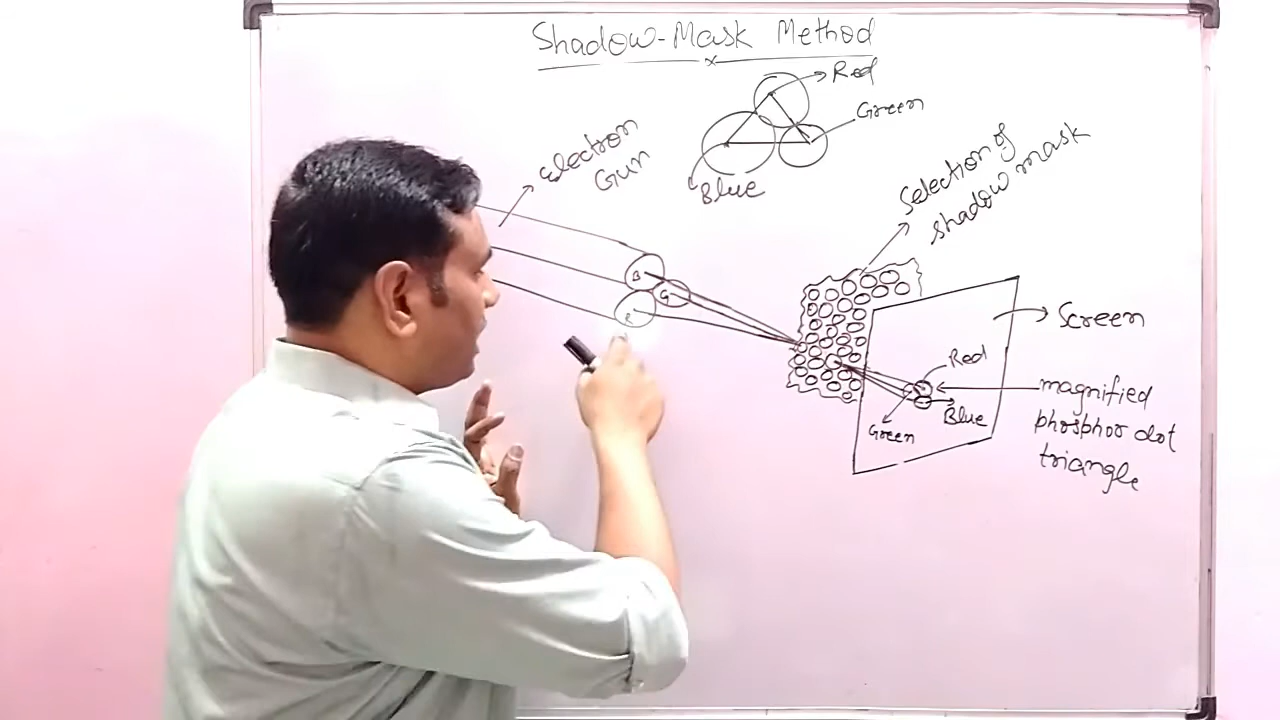 Shadow-Mask Method
Red
Green
Blue
Electron
Gun
Selection of
shadow mask
B
G
R
Screen
Red
Blue
Green
magnified
phosphor dot
triangle